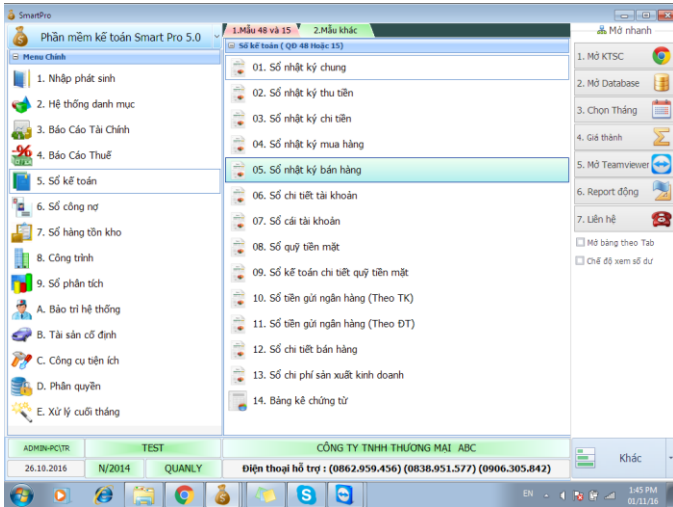 SmartPro
Phần mềm kế toán Smart Pro 5.0
Menu Chính
1. Nhập phát sinh
2. Hệ thống danh mục
3. Báo Cáo Tài Chính
4. Báo Cáo Thuế
5. Sổ kế toán
6. Sổ công nợ
7. Sổ hàng tồn kho
8. Công trình
9. Sổ phân tích
A. Bảo trì hệ thống
B. Tài sản cố định
C. Công cụ tiện ích
D. Phân quyền
E. Xử lý cuối tháng
1.Mẫu 48 và 15
2.Mẫu khác
Sổ kế toán ( QĐ 48 Hoặc 15)
01. Sổ nhật ký chung
02. Sổ nhật ký thu tiền
03. Sổ nhật ký chi tiền
04. Sổ nhật ký mua hàng
05. Sổ nhật ký bán hàng
06. Sổ chi tiết tài khoản
07. Sổ cái tài khoản
08. Sổ quỹ tiền mặt
09. Sổ kế toán chi tiết quỹ tiền mặt
10. Sổ tiền gửi ngân hàng (Theo TK)
11. Sổ tiền gửi ngân hàng (Theo ĐT)
12. Sổ chi tiết bán hàng
13. Sổ chi phí sản xuất kinh doanh
14. Bảng kê chứng từ
Mở nhanh
1. Mở KTSC
2. Mở Database
3. Chọn Tháng
4. Giá thành
5. Mở Teamviewer
6. Report động
7. Liên hệ
Mở bảng theo Tab
Chế độ xem số dư
ADMIN-PC\TR
TEST
CÔNG TY TNHH THƯƠNG MẠI ABC
26.10.2016
N/2014
QUANLY
Điện thoại hỗ trợ : (0862.959.456) (0838.951.577) (0906.305.842)
Khác
EN
1:45 PM
01/11/16